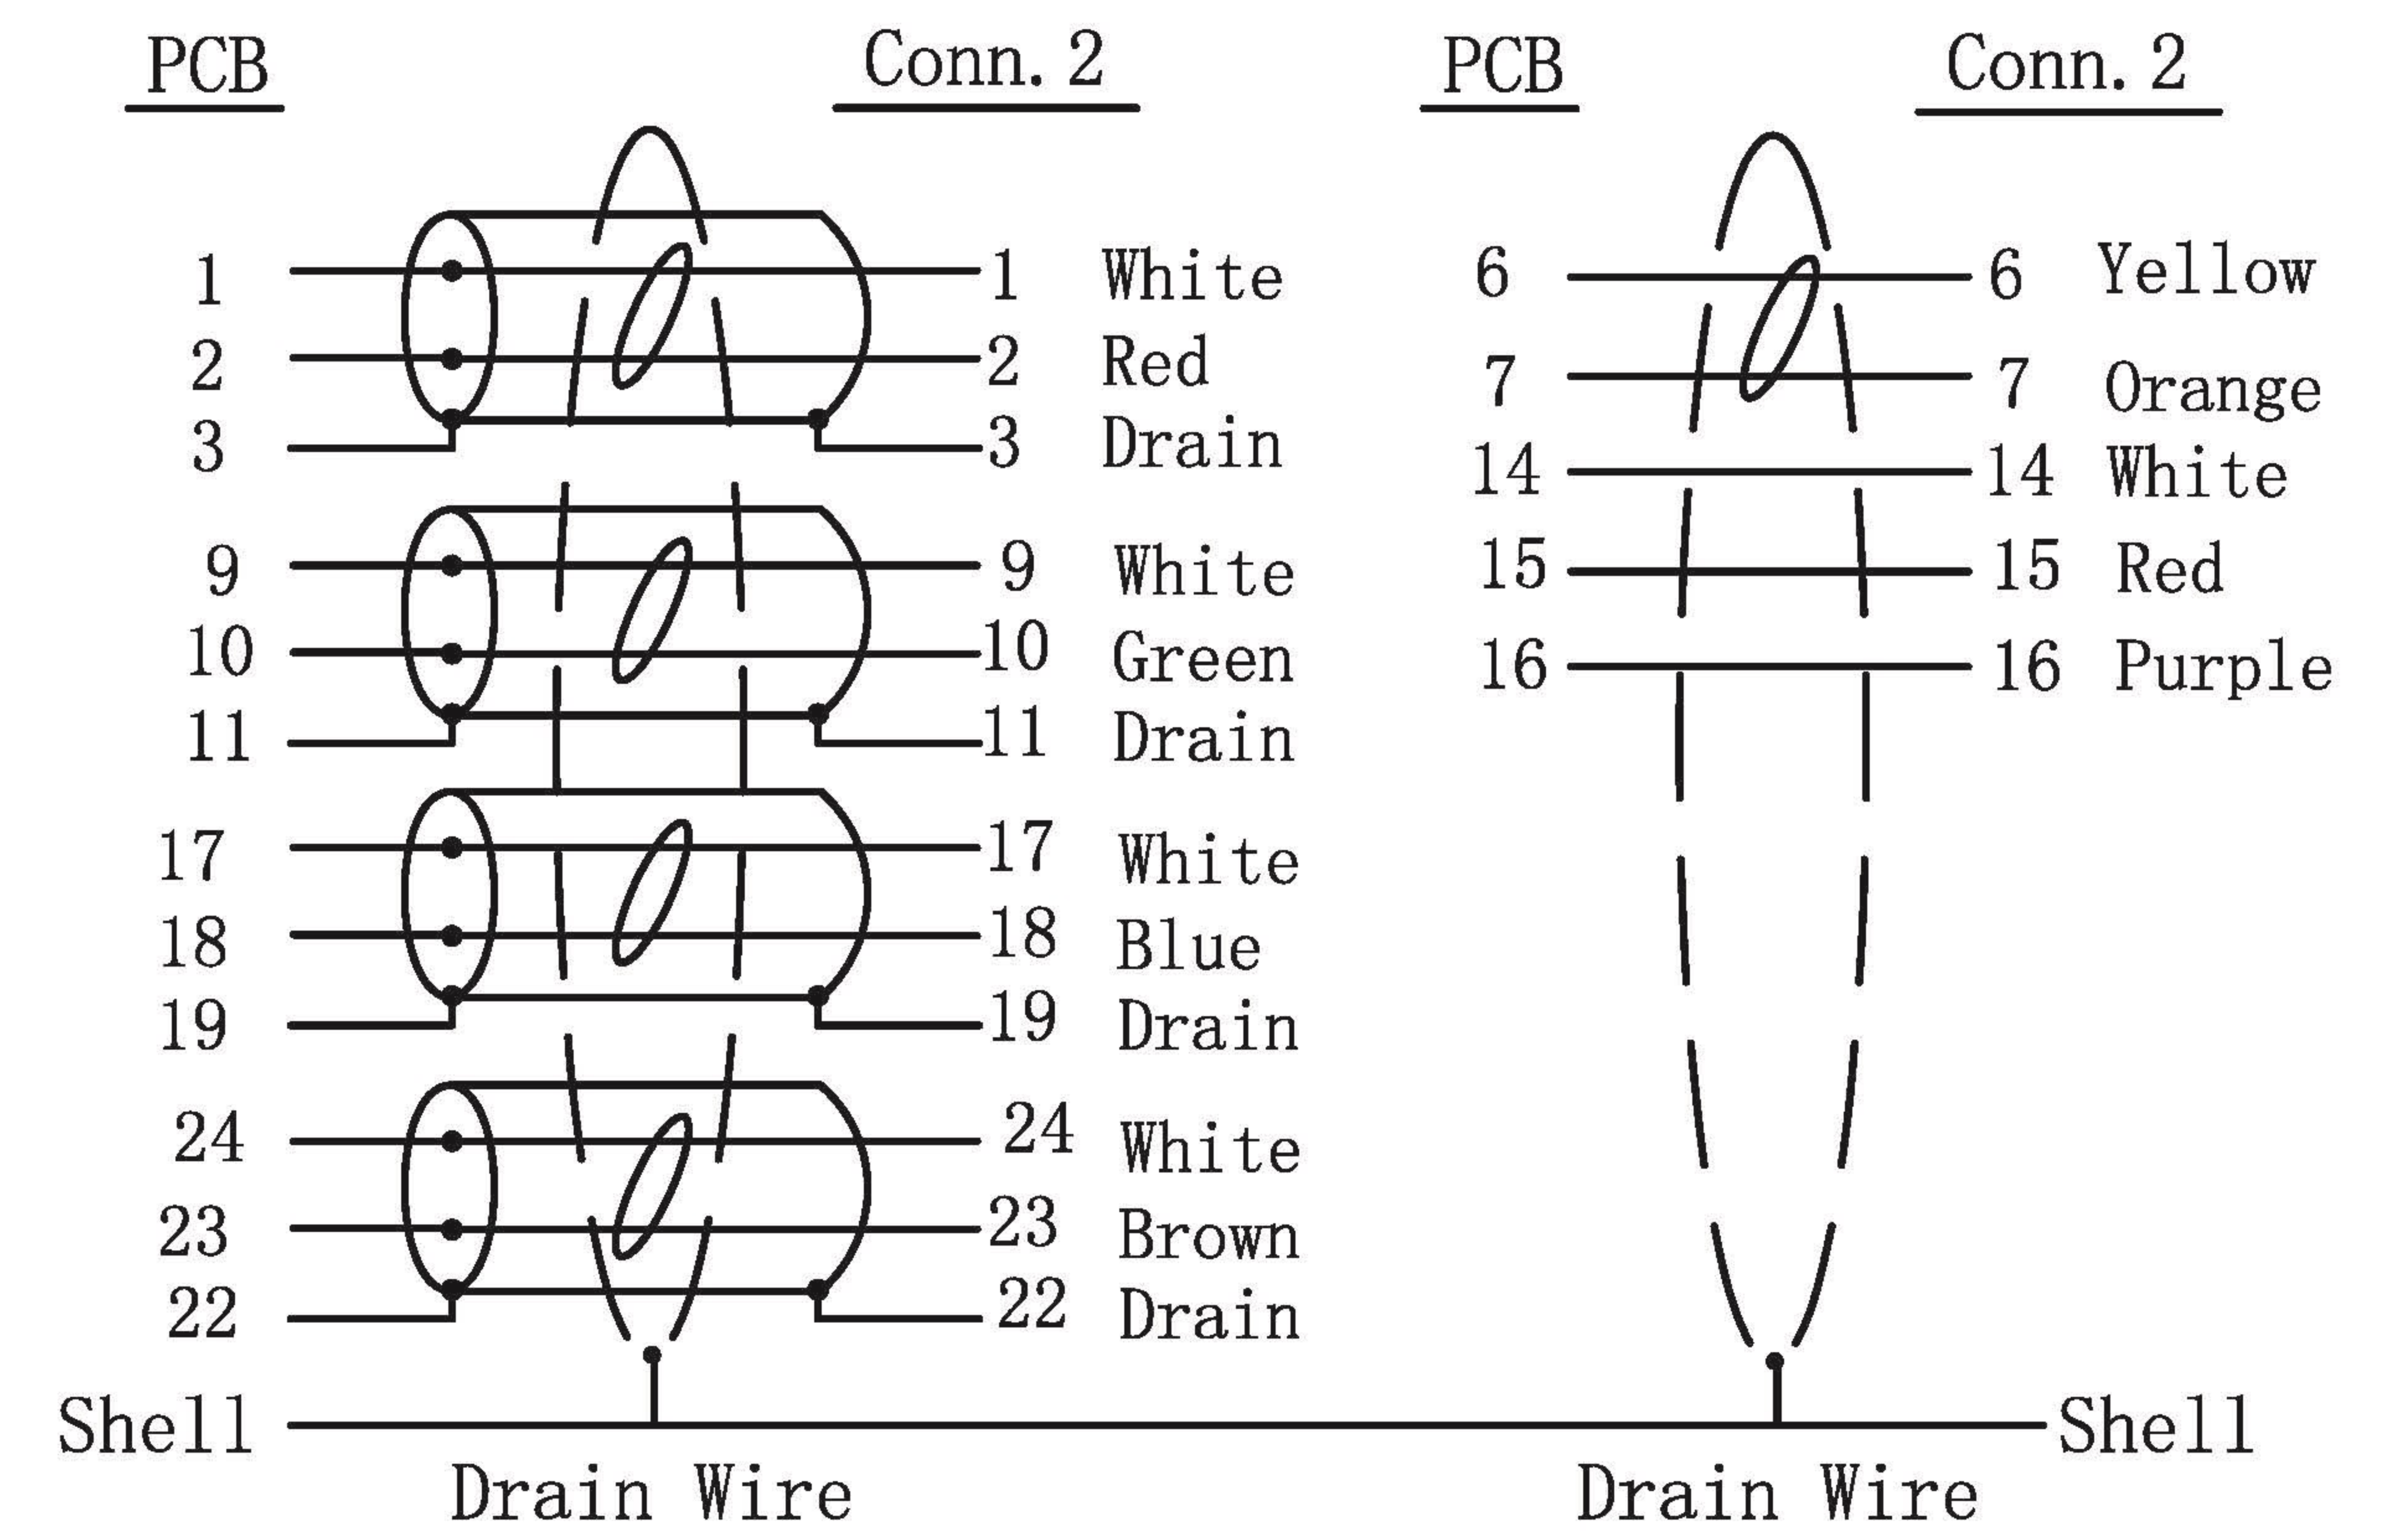 PCB Conn. 2 PCB Conn. 2
1 1 White 6 6 Yellow
2 2 Red 7 7 Orange
3 3 Drain 14 14 White
9 9 White 15 15 Red
10 10 Green 16 16 Purple
11 11 Drain
17 17 White
18 18 Blue
19 19 Drain
24 24 White
23 23 Brown
22 22 Drain
Shell Shell
Drain Wire Drain Wire